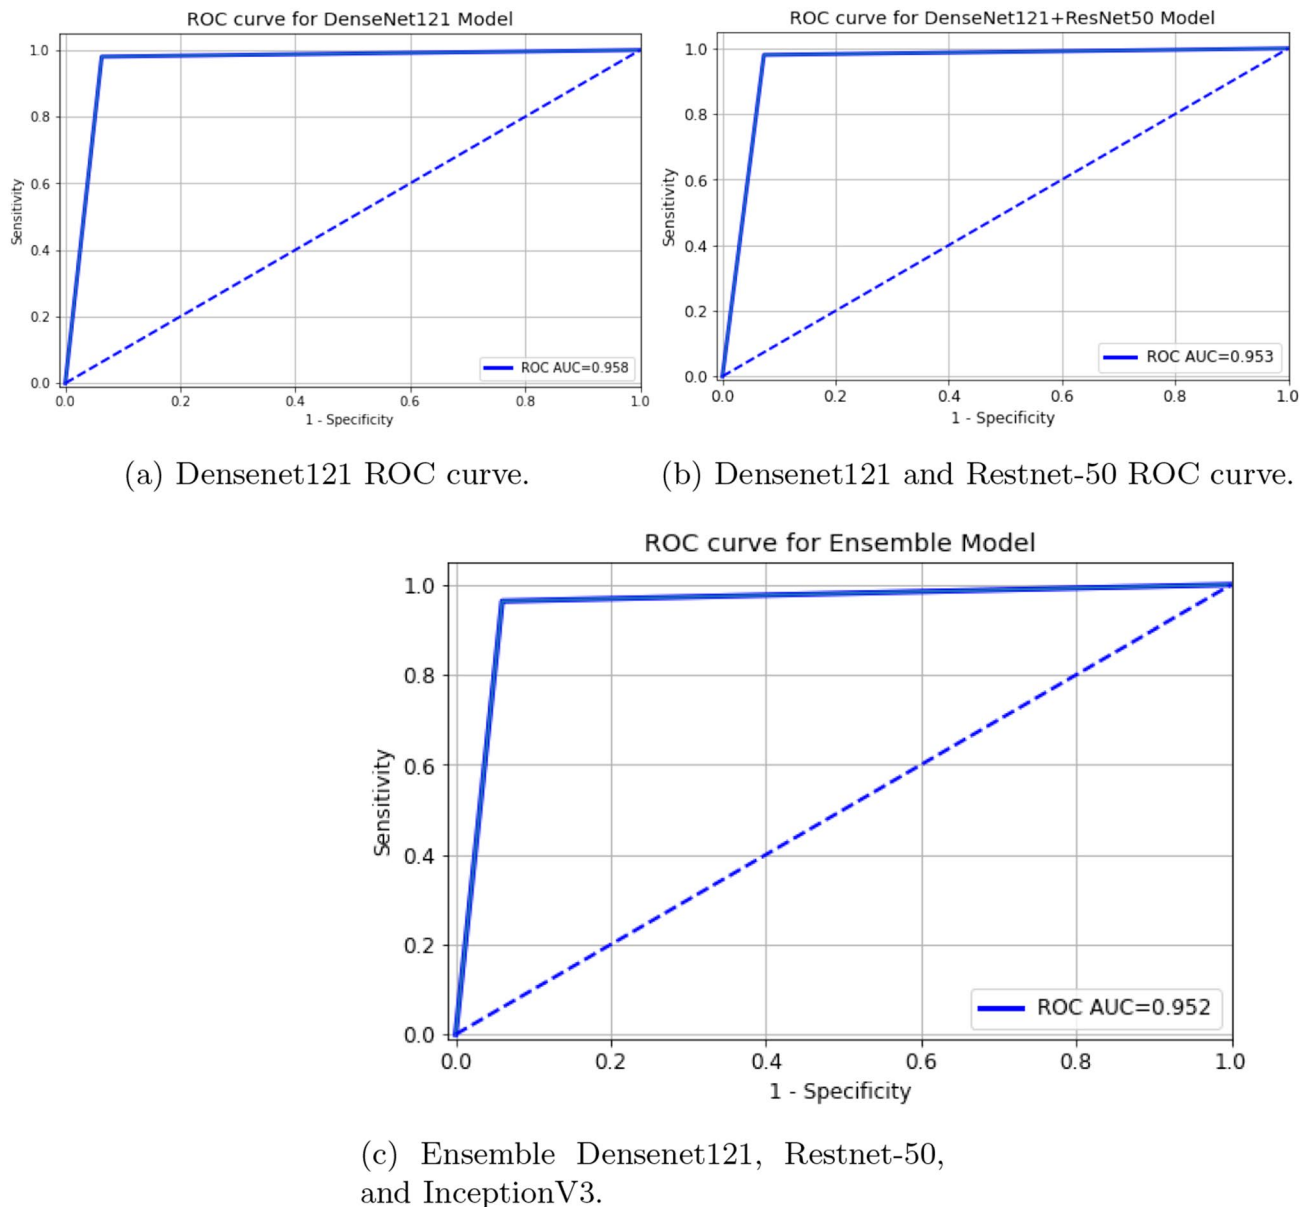 ROC curve for DenseNet121 Model
1.0
0.8
0.6
0.4
0.2
0.0
Sensitivity
ROC AUC=0.958
0.0 0.2 0.4 0.6 0.8 1.0
1 - Specificity
(a) Densenet121 ROC curve.
ROC curve for DenseNet121+ResNet50 Model
1.0
0.8
0.6
0.4
0.2
0.0
Sensitivity
ROC AUC=0.953
0.0 0.2 0.4 0.6 0.8 1.0
1 - Specificity
(b) Densenet121 and Restnet-50 ROC curve.
ROC curve for Ensemble Model
1.0
0.8
0.6
0.4
0.2
0.0
Sensitivity
ROC AUC=0.952
0.0 0.2 0.4 0.6 0.8 1.0
1 - Specificity
(c) Ensemble Densenet121, Restnet-50,
and InceptionV3.